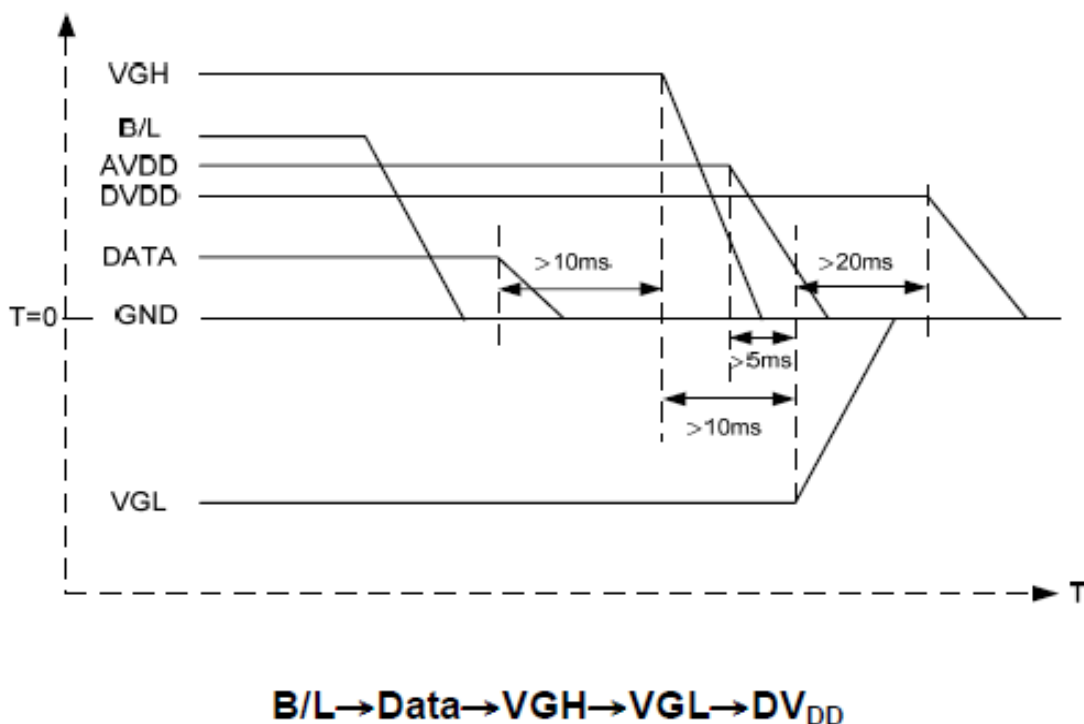 VGH
B/L
AVDD
DVDD
DATA
>10ms
>20ms
T=0
GND
>5ms
>10ms
VGL
T
B/L→Data→VGH→VGL→DVDD